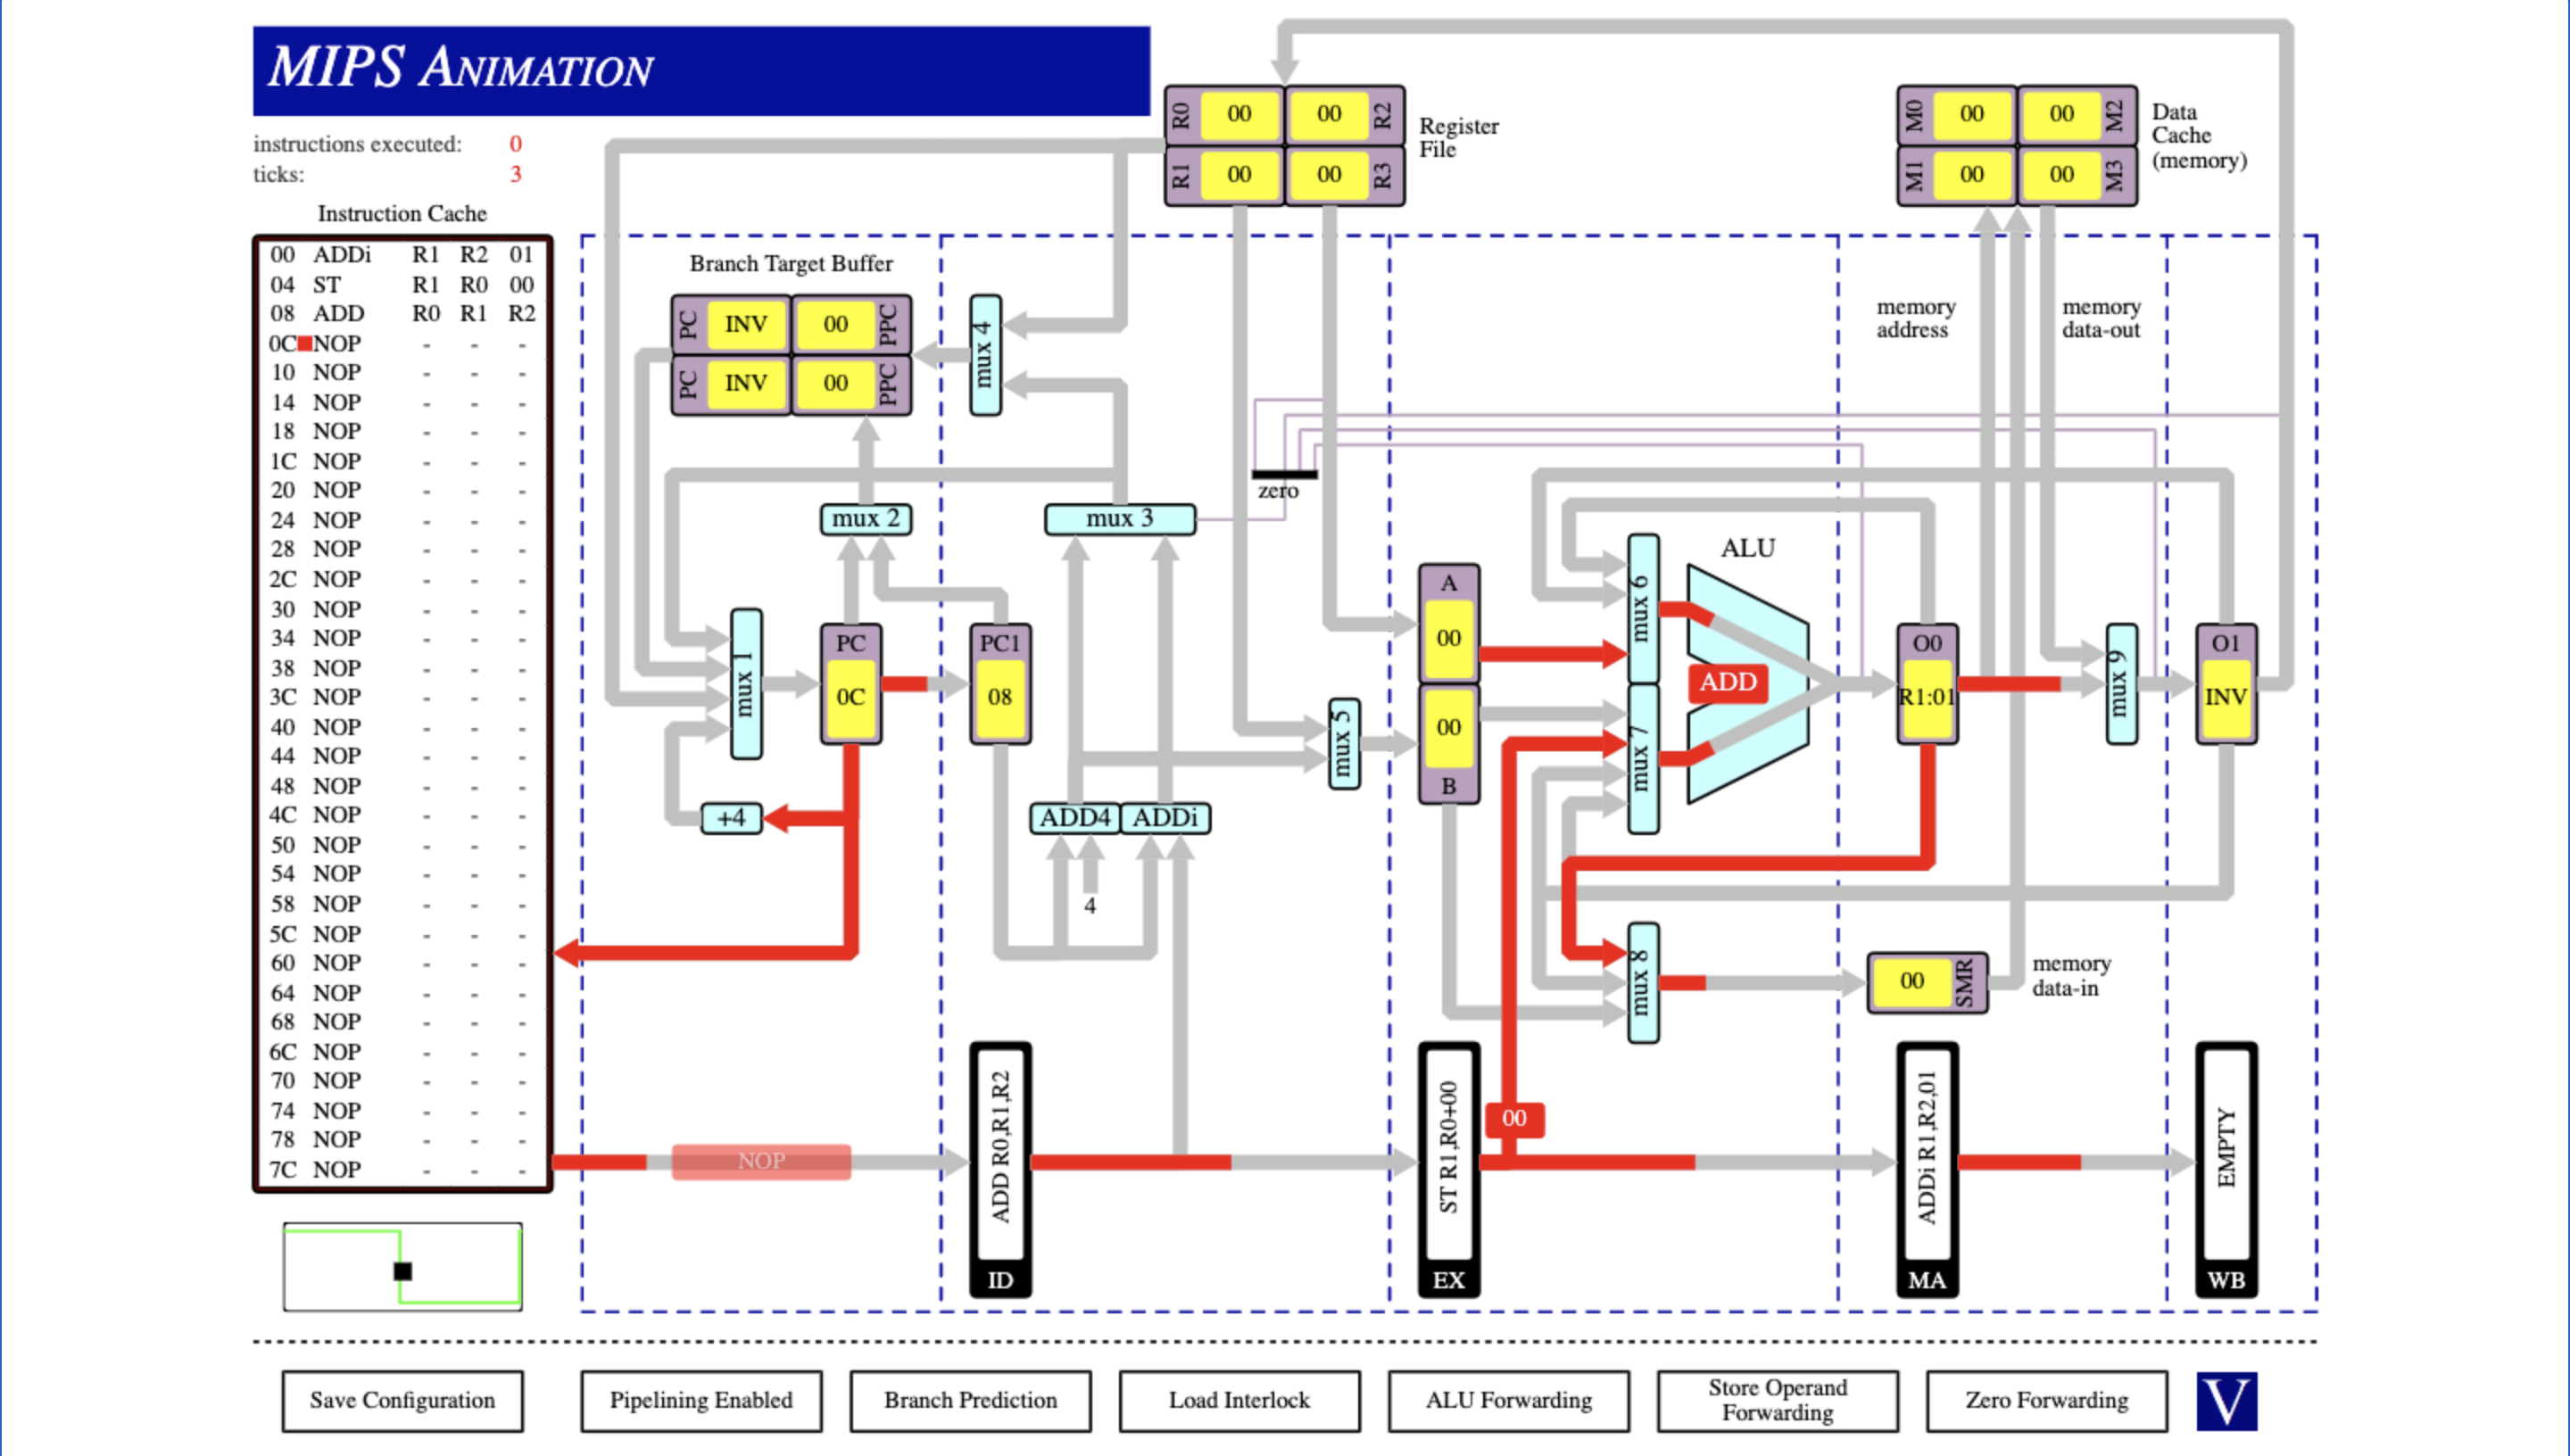 MIPS ANIMATION
instructions executed: 0
ticks: 3
Instruction Cache
00 ADDi R1 R2 01
04 ST R1 R0 00
08 ADD R0 R1 R2
0C NOP - - -
10 NOP - - -
14 NOP - - -
18 NOP - - -
1C NOP - - -
20 NOP - - -
24 NOP - - -
28 NOP - - -
2C NOP - - -
30 NOP - - -
34 NOP - - -
38 NOP - - -
3C NOP - - -
40 NOP - - -
44 NOP - - -
48 NOP - - -
4C NOP - - -
50 NOP - - -
54 NOP - - -
58 NOP - - -
5C NOP - - -
60 NOP - - -
64 NOP - - -
68 NOP - - -
6C NOP - - -
70 NOP - - -
74 NOP - - -
78 NOP - - -
7C NOP - - -
R0 00 00 R2
R1 00 00 R3
Register
File
M0 00 00 M2
M1 00 00 M3
Data
Cache
(memory)
Branch Target Buffer
PC INV 00 PPC
PC INV 00 PPC
mux 4
memory
address
memory
data-out
zero
mux 2
mux 3
mux 1
PC
0C
PC1
08
+4
ADD4
ADDi
4
mux 5
A
00
00
B
mux 6
mux 7
ALU
ADD
O0
R1:01
mux 9
O1
INV
mux 8
00 SMR
memory
data-in
NOP
ADD R0,R1,R2
ID
ST R1,R0+00
EX
00
ADDi R1,R2,01
MA
EMPTY
WB
Save Configuration
Pipelining Enabled
Branch Prediction
Load Interlock
ALU Forwarding
Store Operand
Forwarding
Zero Forwarding
V